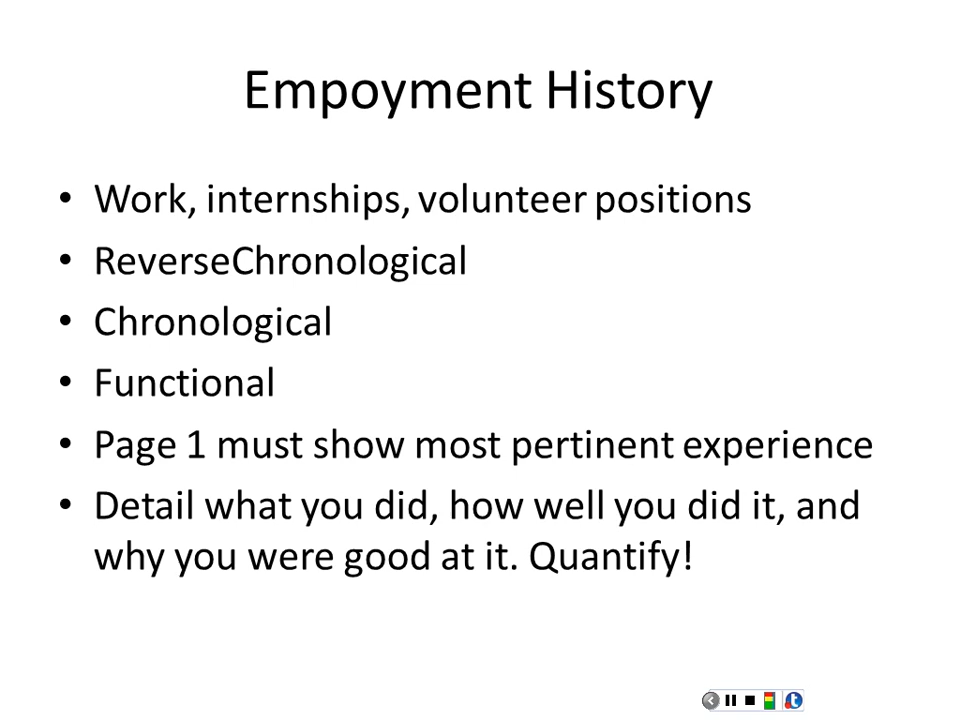 Empoyment History
• Work, internships, volunteer positions
• ReverseChronological
• Chronological
• Functional
• Page 1 must show most pertinent experience
• Detail what you did, how well you did it, and
why you were good at it. Quantify!
t